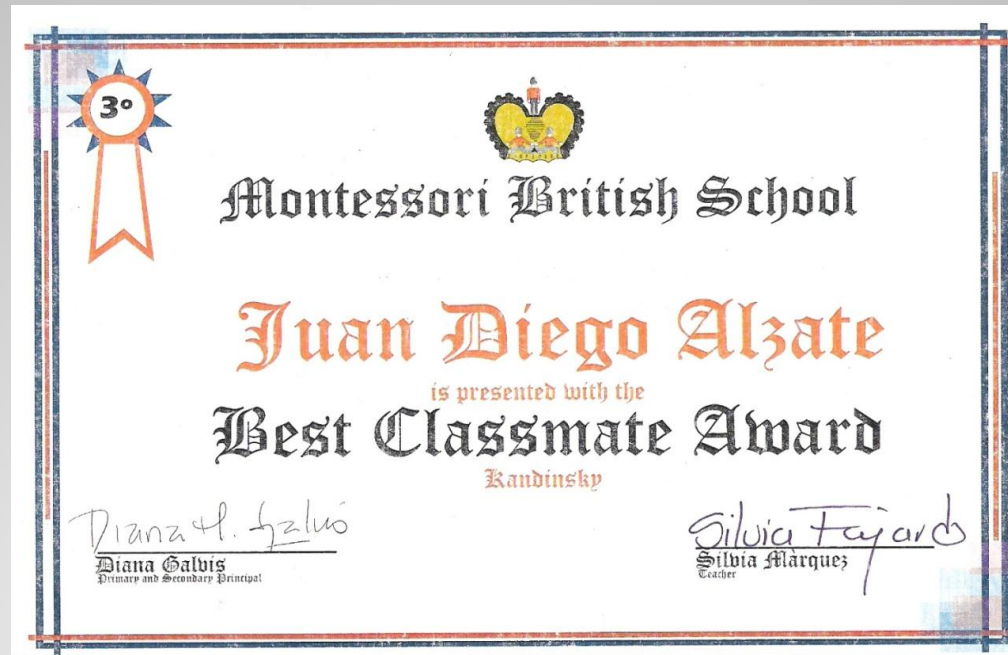 3º
Montessori British School
Juan Diego Alzate
is presented with the
Best Classmate Award
Kandinsky
Diana H. Galvis
Diana Galvis
Primary and Secondary Principal
Silvia Fajardo
Silvia Márquez
Teacher